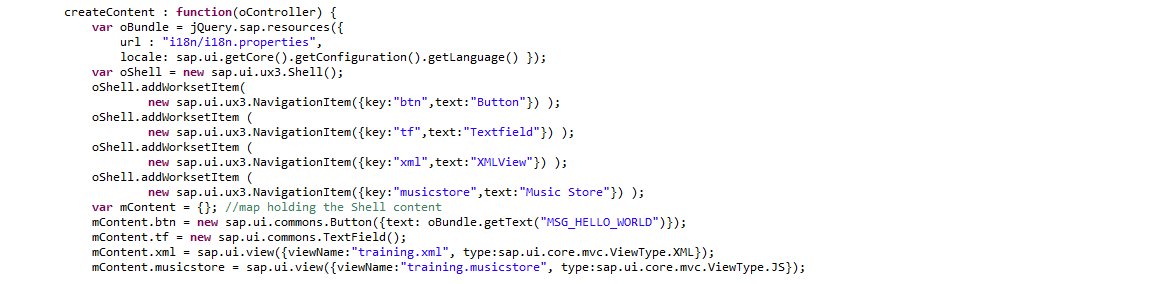 createContent : function(oController) {
var oBundle = jQuery.sap.resources({
url : "i18n/i18n.properties",
locale: sap.ui.getCore().getConfiguration().getLanguage() });
var oShell = new sap.ui.ux3.Shell();
oShell.addWorksetItem(
new sap.ui.ux3.NavigationItem({key:"btn",text:"Button"}) );
oShell.addWorksetItem (
new sap.ui.ux3.NavigationItem({key:"tf",text:"Textfield"}) );
oShell.addWorksetItem (
new sap.ui.ux3.NavigationItem({key:"xml",text:"XMLView"}) );
oShell.addWorksetItem (
new sap.ui.ux3.NavigationItem({key:"musicstore",text:"Music Store"}) );
var mContent = {}; //map holding the Shell content
mContent.btn = new sap.ui.commons.Button({text: oBundle.getText("MSG_HELLO_WORLD")});
mContent.tf = new sap.ui.commons.TextField();
mContent.xml = sap.ui.view({viewName:"training.xml", type:sap.ui.core.mvc.ViewType.XML});
mContent.musicstore = sap.ui.view({viewName:"training.musicstore", type:sap.ui.core.mvc.ViewType.JS});